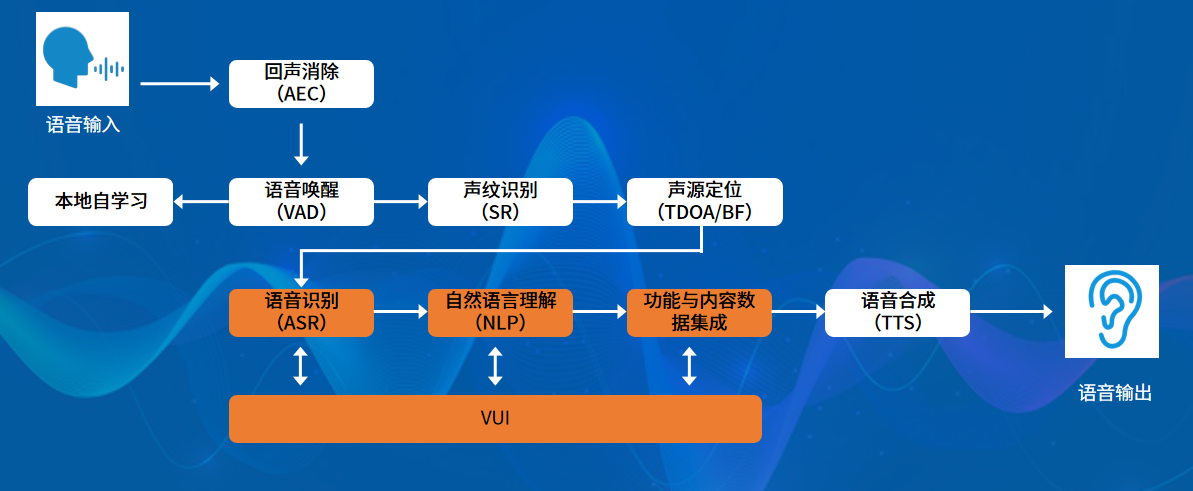 语音输入
回声消除
（AEC）
本地自学习
语音唤醒
（VAD）
声纹识别
（SR）
声源定位
（TDOA/BF）
语音识别
（ASR）
自然语言理解
（NLP）
功能与内容数
据集成
语音合成
（TTS）
语音输出
VUI